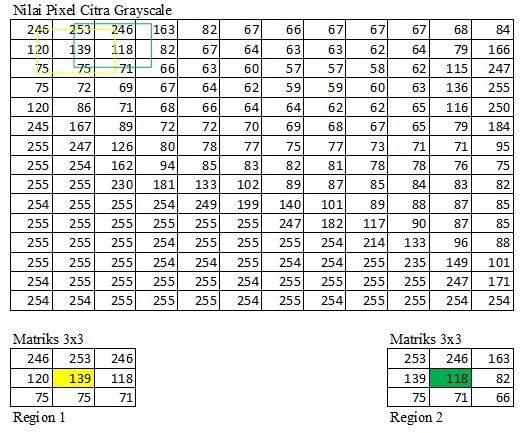 Nilai Pixel Citra Grayscale
246 253 246 163 82 67 66 67 67 67 68 84
120 139 118 82 67 64 63 63 62 64 79 166
75 75 71 66 63 60 57 57 58 62 115 247
75 72 69 67 64 62 59 59 60 63 136 255
120 86 71 68 66 64 64 62 62 65 116 250
245 167 89 72 72 70 69 68 67 65 79 184
255 247 126 80 78 77 75 77 73 71 71 95
255 254 162 94 85 83 82 81 78 78 76 75
255 255 230 181 133 102 89 87 85 84 83 82
254 255 255 254 249 199 140 101 89 88 87 85
255 255 255 255 255 255 247 182 117 90 87 85
255 255 255 254 255 255 255 254 214 133 96 88
255 255 255 254 254 255 254 255 255 235 149 101
254 255 255 255 255 255 255 255 255 255 247 171
254 254 255 255 255 254 254 255 255 255 254 254
Matriks 3x3 Matriks 3x3
246 253 246 253 246 163
120 139 118 139 118 82
75 75 71 75 71 66
Region 1 Region 2